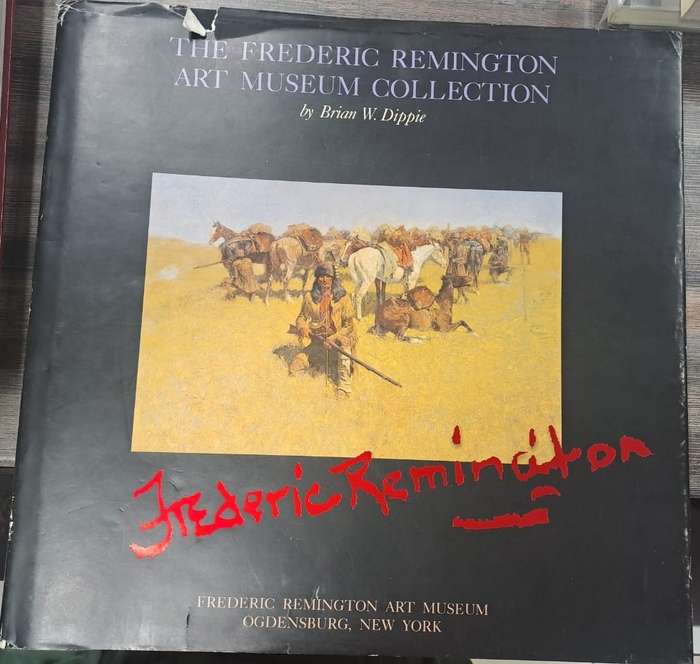 THE FREDERIC REMINGTON
ART MUSEUM COLLECTION
by Brian W. Dippie
Frederic Remington
FREDERIC REMINGTON ART MUSEUM
OGDENSBURG, NEW YORK